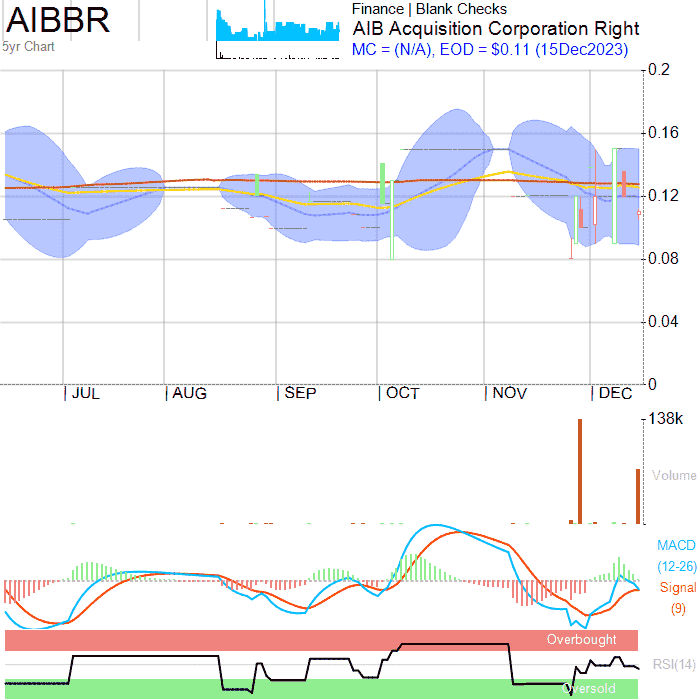 AIBBR
5yr Chart
Finance | Blank Checks
AIB Acquisition Corporation Right
MC = (N/A), EOD = $0.11 (15Dec2023)
0.2
0.16
0.12
0.08
0.04
0
JUL AUG SEP OCT NOV DEC
138k
Volume
MACD
(12-26)
Signal
(9)
Overbought
RSI(14)
Oversold